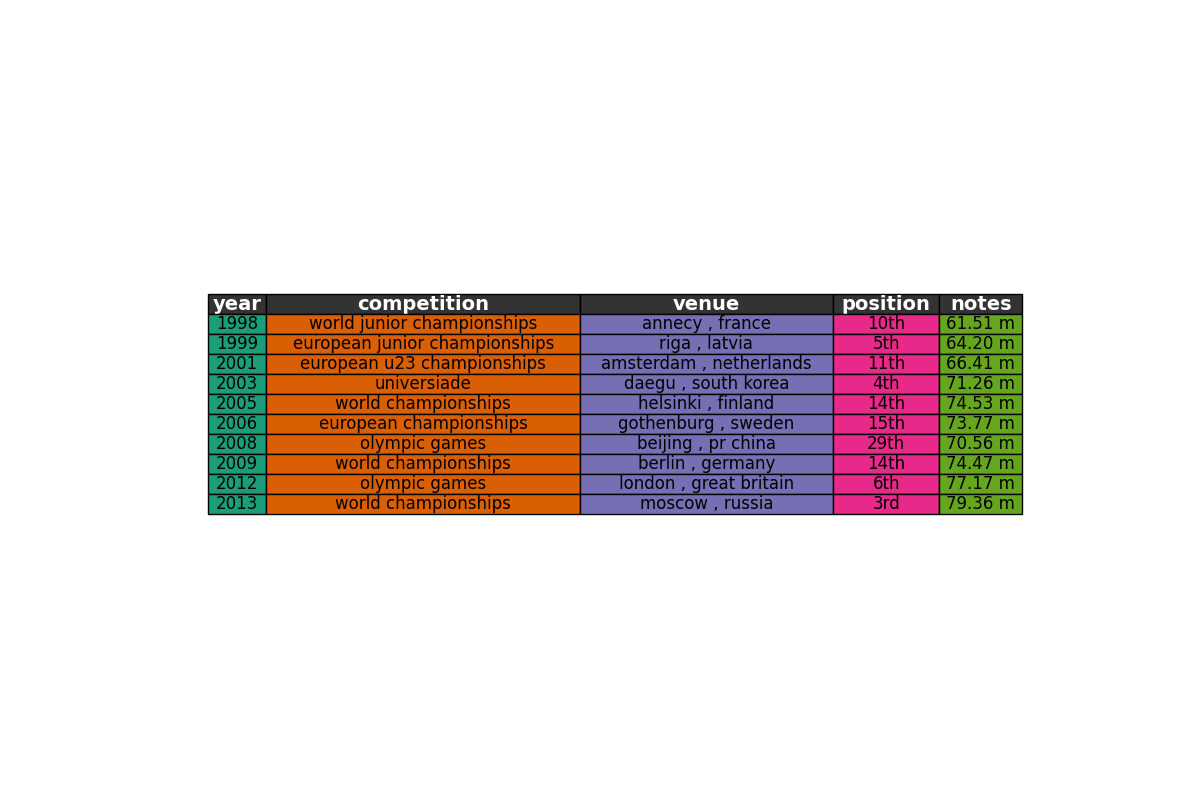 year competition venue position notes
1998 world junior championships annecy , france 10th 61.51 m
1999 european junior championships riga , latvia 5th 64.20 m
2001 european u23 championships amsterdam , netherlands 11th 66.41 m
2003 universiade daegu , south korea 4th 71.26 m
2005 world championships helsinki , finland 14th 74.53 m
2006 european championships gothenburg , sweden 15th 73.77 m
2008 olympic games beijing , pr china 29th 70.56 m
2009 world championships berlin , germany 14th 74.47 m
2012 olympic games london , great britain 6th 77.17 m
2013 world championships moscow , russia 3rd 79.36 m